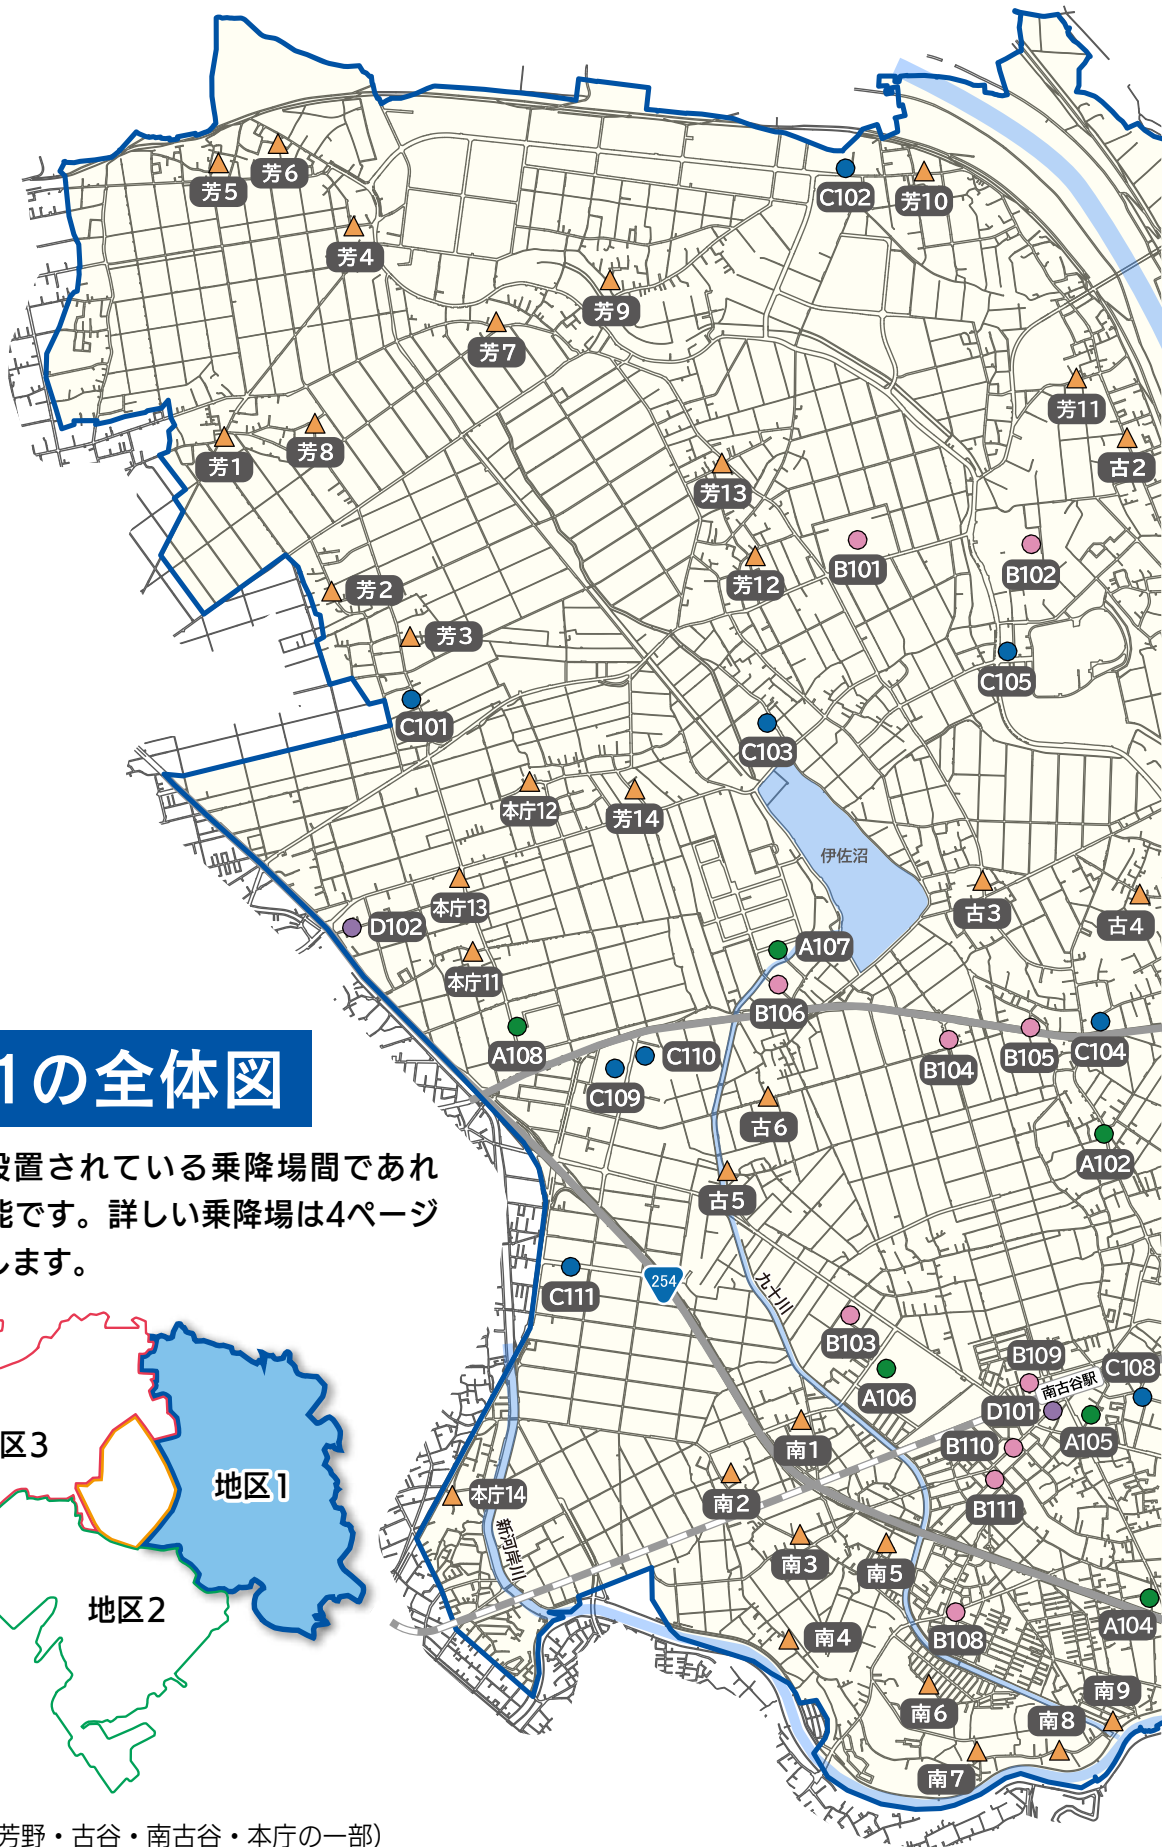 芳6
芳5
C102
芳10
芳4
芳9
芳7
芳11
芳8
芳1
古2
芳13
B101
B102
芳12
芳2
芳3
C105
C101
C103
本庁12
芳14
伊佐沼
本庁13
古3
古4
D102
A107
本庁11
B106
A108
C110
B104
B105
C104
C109
古6
A102
古5
1の全体図
設置されている乗降場間であれ
能です。詳しい乗降場は4ページ
します。
254
C111
九十川
B103
B109
C108
南古谷駅
A106
D101
A105
南1
B110
B111
区3
地区1
本庁14
南2
新河岸川
南3
南5
地区2
A104
南4
B108
南9
南6
南8
南7
芳野・古谷・南古谷・本庁の一部）